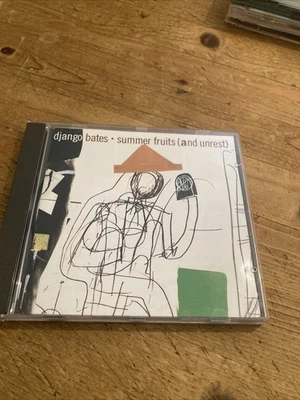 django bates • summer fruits (and unrest)